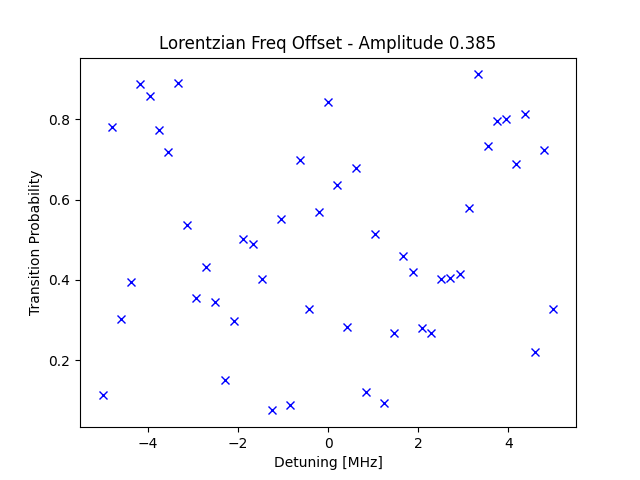 Lorentzian Freq Offset - Amplitude 0.385
Transition Probability
0.8
0.6
0.4
0.2
−4 −2 0 2 4
Detuning [MHz]